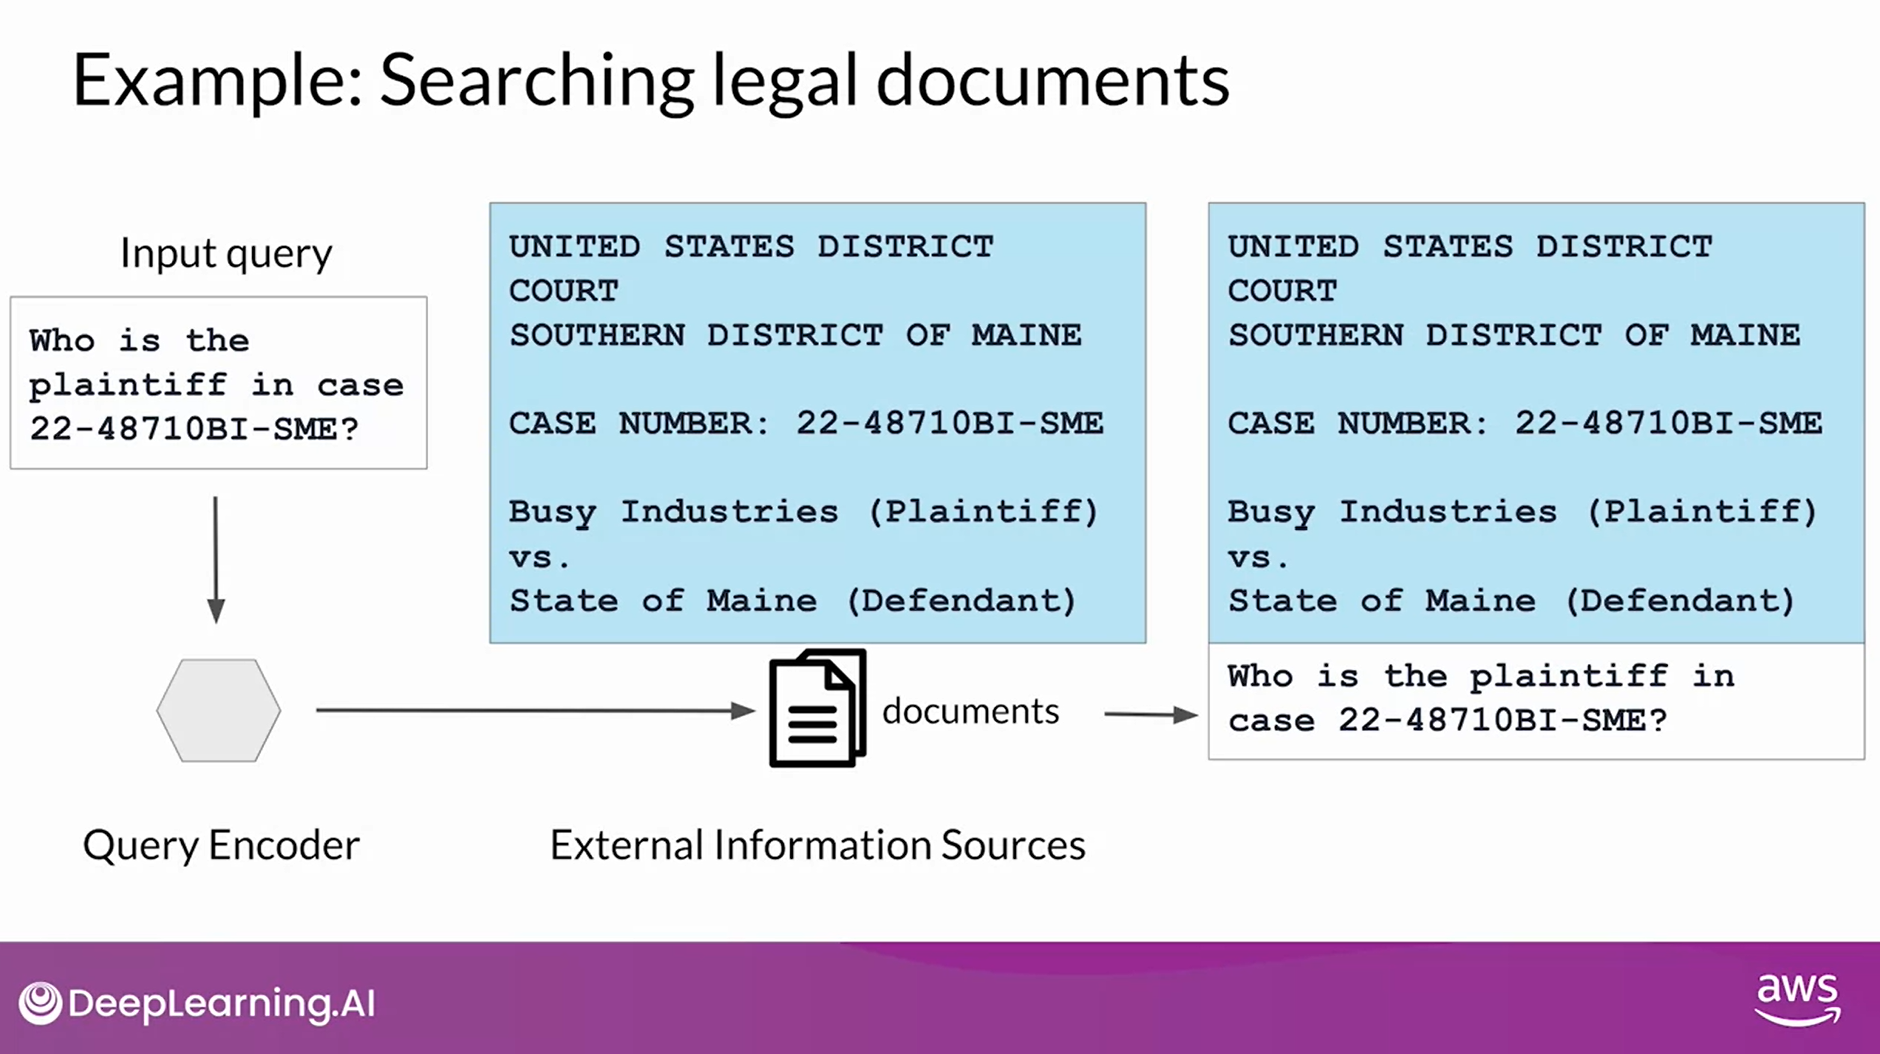 Example: Searching legal documents
Input query
Who is the
plaintiff in case
22-48710BI-SME?
Query Encoder
UNITED STATES DISTRICT
COURT
SOUTHERN DISTRICT OF MAINE
CASE NUMBER: 22-48710BI-SME
Busy Industries (Plaintiff)
vs.
State of Maine (Defendant)
documents
External Information Sources
UNITED STATES DISTRICT
COURT
SOUTHERN DISTRICT OF MAINE
CASE NUMBER: 22-48710BI-SME
Busy Industries (Plaintiff)
vs.
State of Maine (Defendant)
Who is the plaintiff in
case 22-48710BI-SME?
DeepLearning.AI
aws